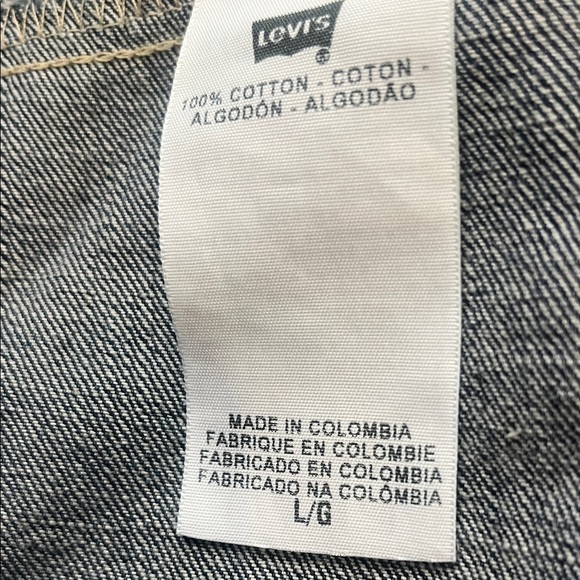 Levi's
®
100% COTTON - COTON -
ALGODÓN - ALGODÃO
MADE IN COLOMBIA
FABRIQUE EN COLOMBIE
FABRICADO EN COLOMBIA
FABRICADO NA COLÔMBIA
L/G